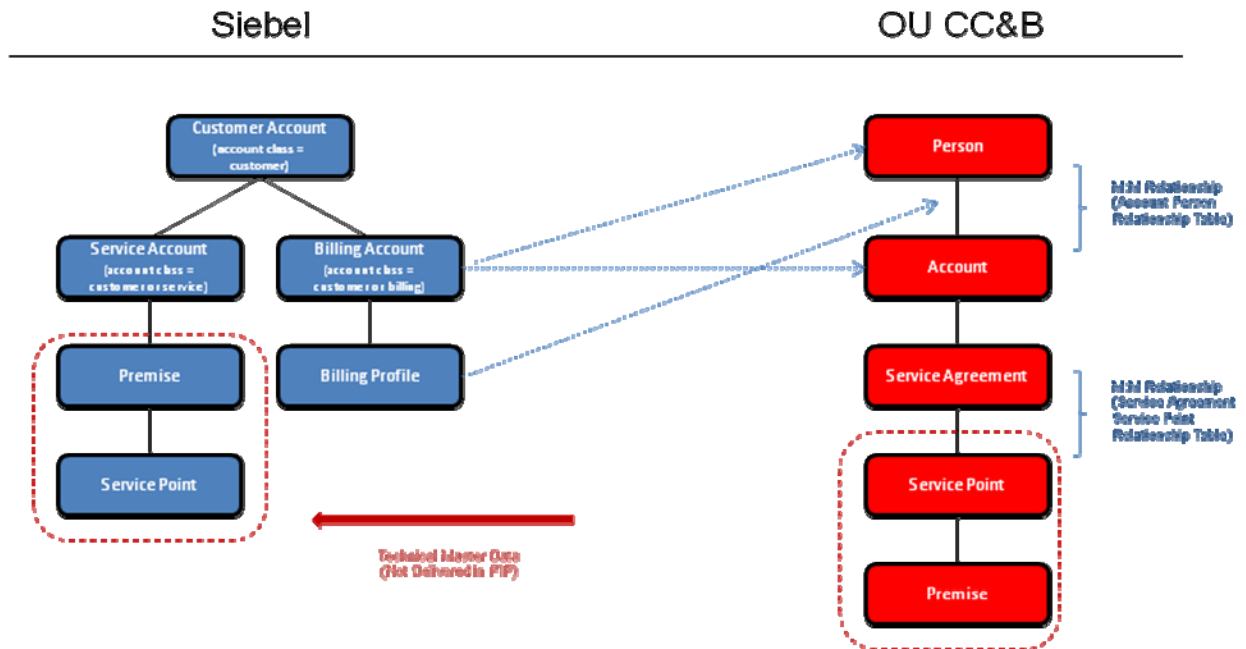 Siebel
OU CC&B
Customer Account
(account class =
customer)
Service Account
(account class =
customer or service)
Billing Account
(account class =
customer or billing)
Premise
Billing Profile
Service Point
Person
Account
Service Agreement
Service Point
Premise
M:M Relationship
(Account Person
Relationship Table)
M:M Relationship
(Service Agreement
Service Point
Relationship Table)
Technical Master Data
(Not Delivered in PIP)